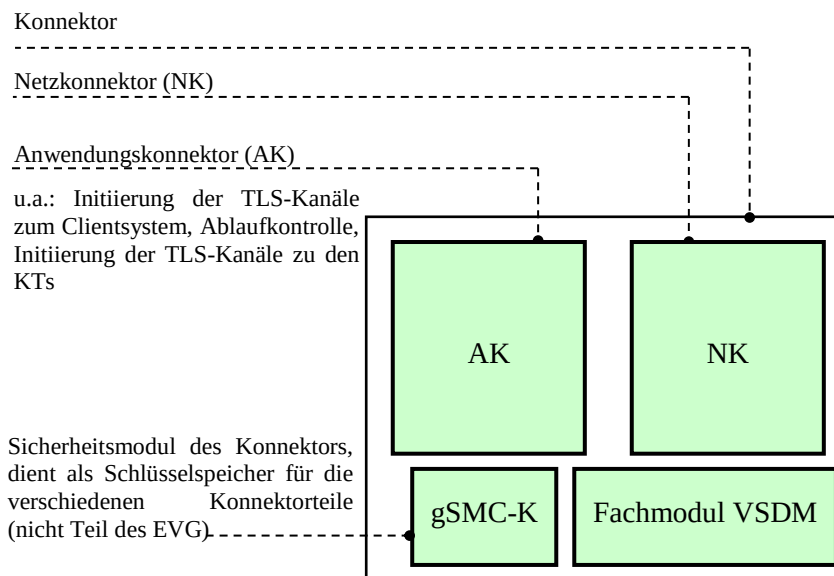 Konnektor
Netzkonnektor (NK)
Anwendungskonnektor (AK)
u.a.: Initiierung der TLS-Kanäle
zum Clientsystem, Ablaufkontrolle,
Initiierung der TLS-Kanäle zu den
KTs
AK
NK
Sicherheitsmodul des Konnektors,
dient als Schlüsselspeicher für die
verschiedenen Konnektorteile
(nicht Teil des EVG)
gSMC-K
Fachmodul VSDM